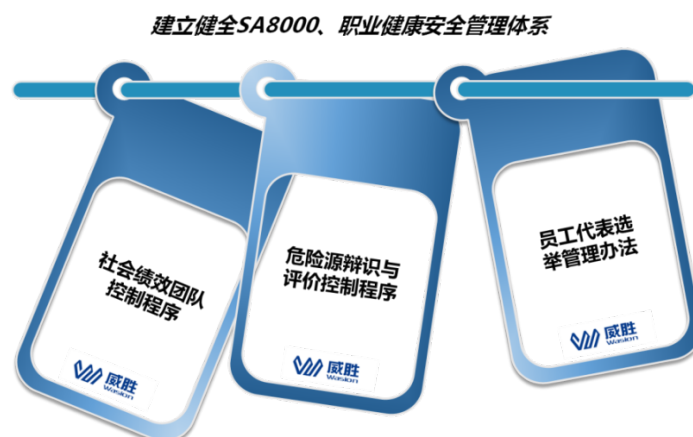 建立健全SA8000、职业健康安全管理体系
社会绩效团队
控制程序
威胜
Wasion
危险源辩识与
评价控制程序
威胜
Wasion
员工代表选
举管理办法
威胜
Wasion